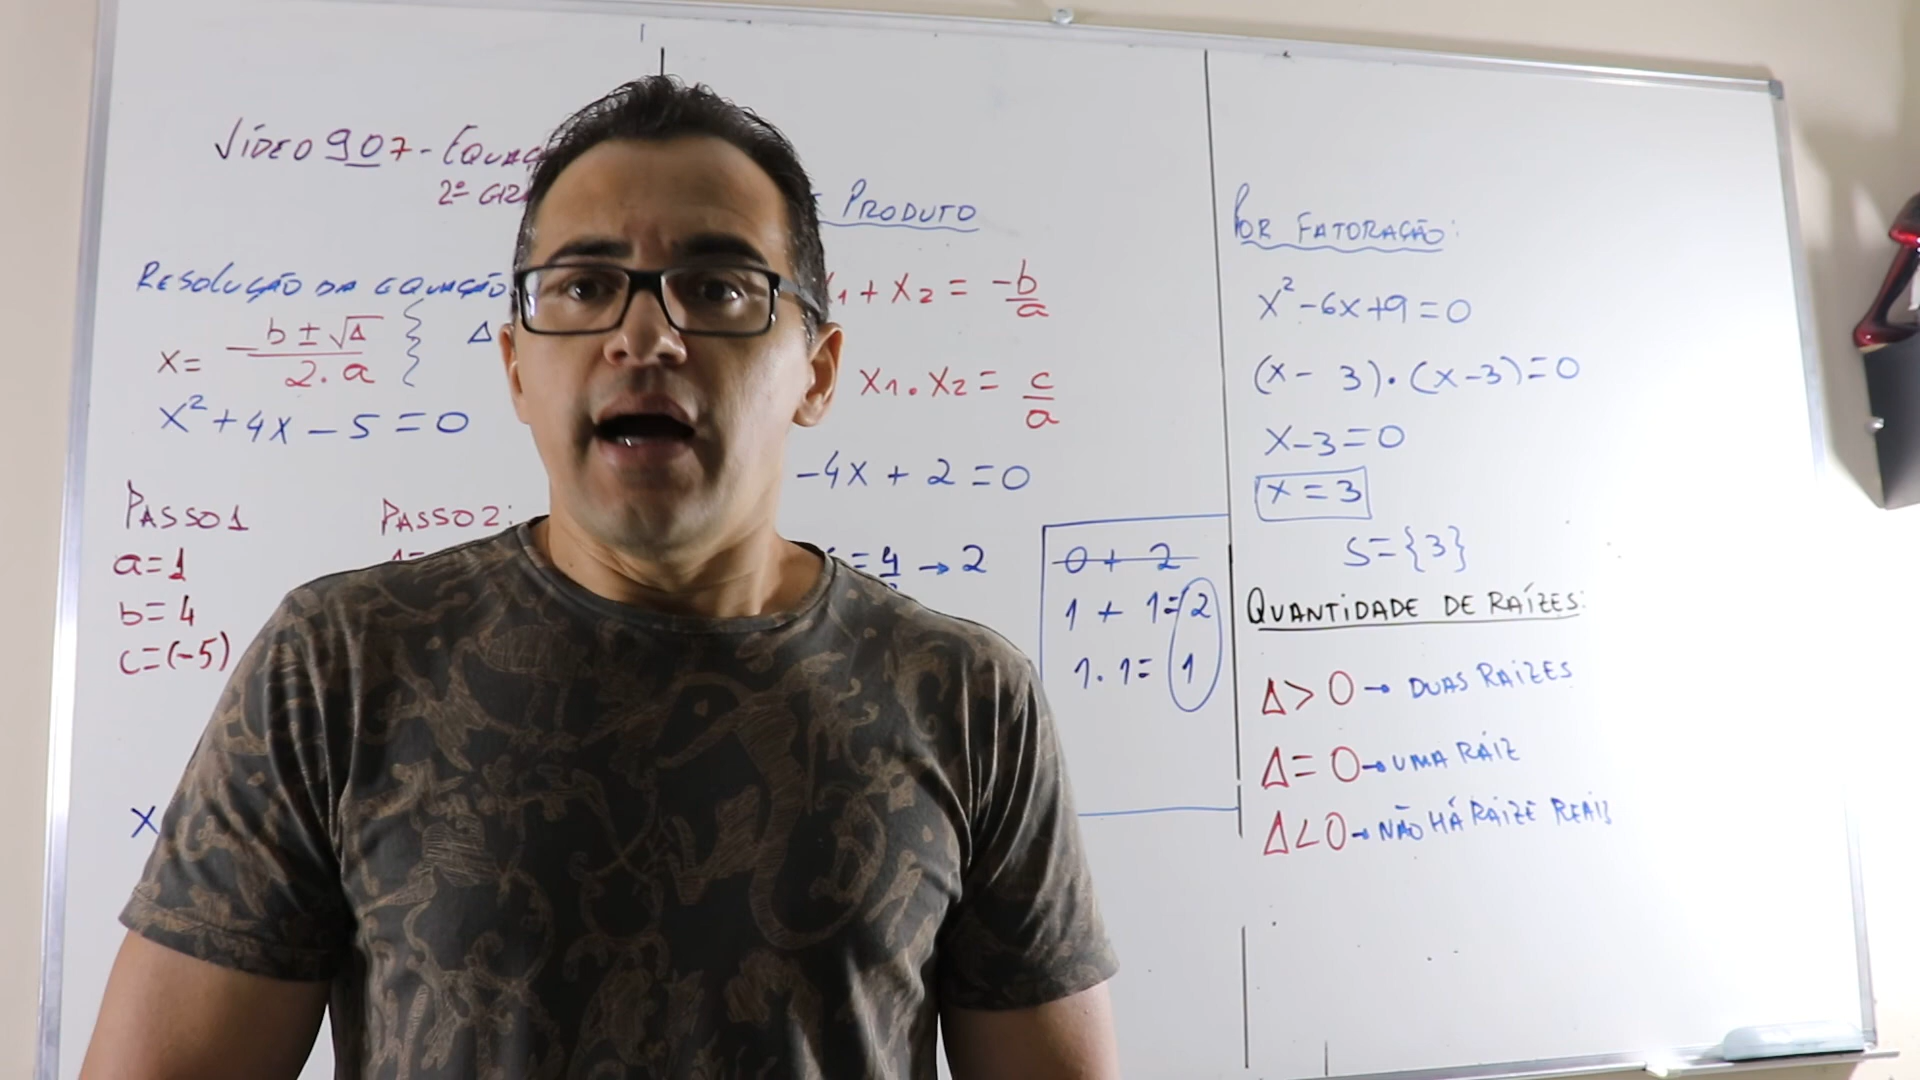 VÍDEO 907 - EQUAÇ
2º GR
RESOLUÇÃO DA EQUAÇÃO
x = - b ± √Δ / 2 . a } Δ
x² + 4x - 5 = 0
PASSO 1
a = 1
b = 4
c = (-5)
x
PASSO 2:
PRODUTO
x₁ + x₂ = -b/a
x₁ . x₂ = c/a
-4x + 2 = 0
= 4 → 2
0 + 2
1 + 1 = 2
1 . 1 = 1
POR FATORAÇÃO:
x² - 6x + 9 = 0
(x - 3) . (x - 3) = 0
x - 3 = 0
x = 3
S = {3}
QUANTIDADE DE RAÍZES:
Δ > 0 → DUAS RAÍZES
Δ = 0 → UMA RAÍZ
Δ < 0 → NÃO HÁ RAÍZE REAIS